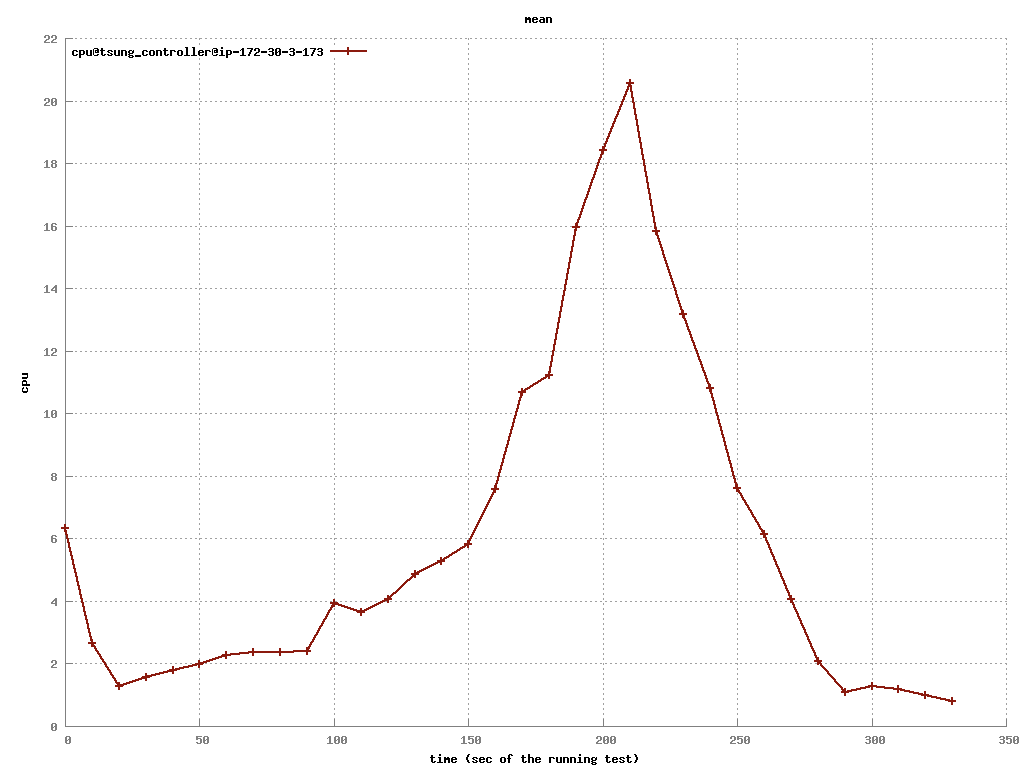 mean
cpu@tsung_controller@ip-172-30-3-173
22
20
18
16
14
12
10
8
6
4
2
0
cpu
0 50 100 150 200 250 300 350
time (sec of the running test)